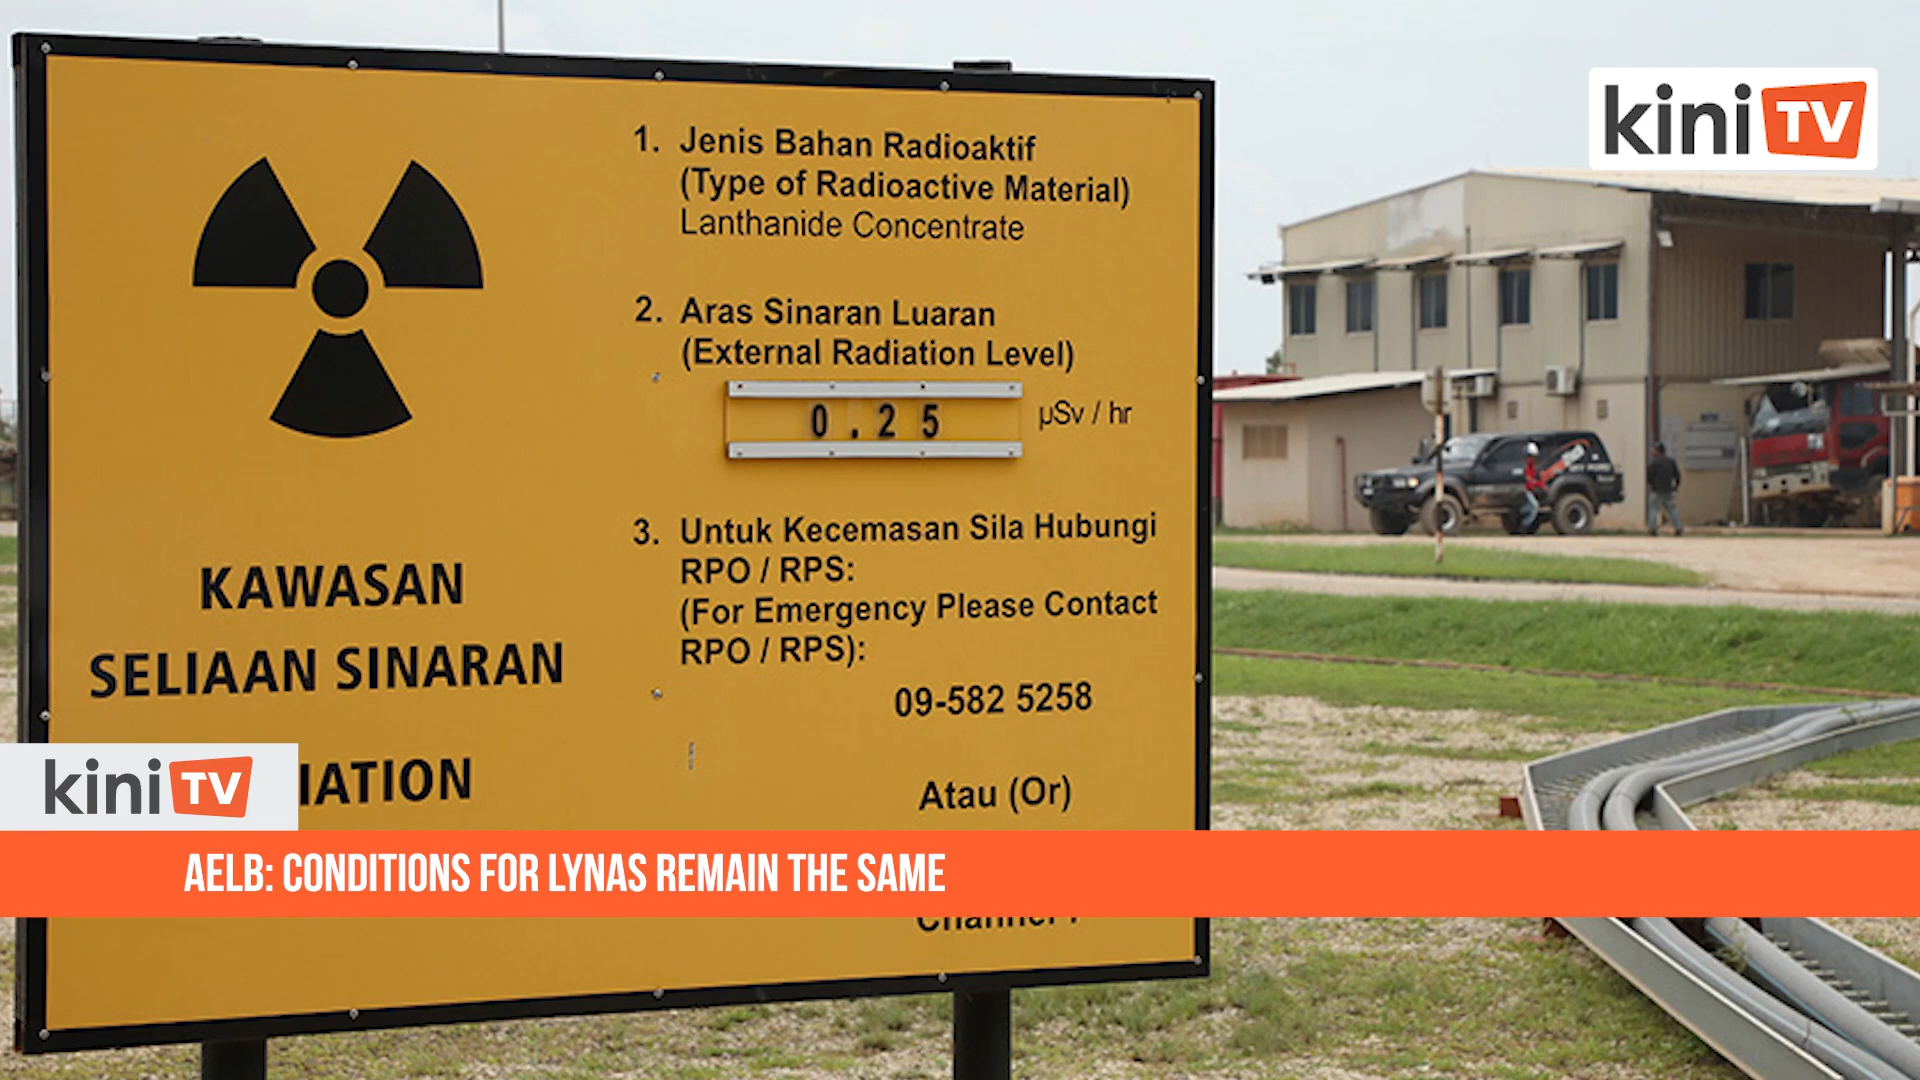 kini TV
1. Jenis Bahan Radioaktif
(Type of Radioactive Material)
Lanthanide Concentrate
2. Aras Sinaran Luaran
(External Radiation Level)
0.25 µSv / hr
3. Untuk Kecemasan Sila Hubungi
RPO / RPS:
(For Emergency Please Contact
RPO / RPS):
09-582 5258
Atau (Or)
KAWASAN
SELIAAN SINARAN
IATION
kini TV
AELB: CONDITIONS FOR LYNAS REMAIN THE SAME
Channel